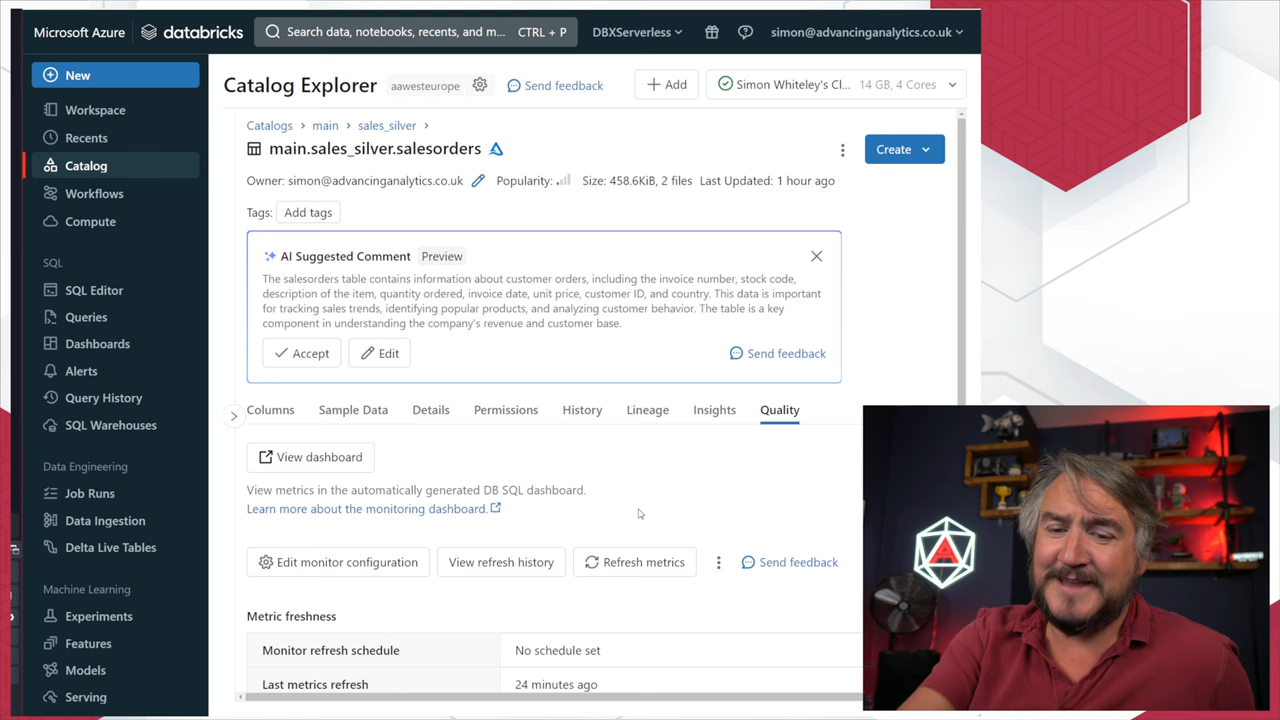 Microsoft Azure
databricks
Search data, notebooks, recents, and m...
CTRL + P
DBXServerless
simon@advancinganalytics.co.uk
New
Workspace
Recents
Catalog
Workflows
Compute
SQL
SQL Editor
Queries
Dashboards
Alerts
Query History
SQL Warehouses
Data Engineering
Job Runs
Data Ingestion
Delta Live Tables
Machine Learning
Experiments
Features
Models
Serving
Catalog Explorer
aawesteurope
Send feedback
Add
Simon Whiteley's Cl...
14 GB, 4 Cores
Catalogs > main > sales_silver >
main.sales_silver.salesorders
Create
Owner: simon@advancinganalytics.co.uk
Popularity:
Size: 458.6KiB, 2 files
Last Updated: 1 hour ago
Tags:
Add tags
AI Suggested Comment
Preview
The salesorders table contains information about customer orders, including the invoice number, stock code,
description of the item, quantity ordered, invoice date, unit price, customer ID, and country. This data is important
for tracking sales trends, identifying popular products, and analyzing customer behavior. The table is a key
component in understanding the company's revenue and customer base.
Accept
Edit
Send feedback
Columns
Sample Data
Details
Permissions
History
Lineage
Insights
Quality
View dashboard
View metrics in the automatically generated DB SQL dashboard.
Learn more about the monitoring dashboard.
Edit monitor configuration
View refresh history
Refresh metrics
Send feedback
Metric freshness
Monitor refresh schedule
No schedule set
Last metrics refresh
24 minutes ago